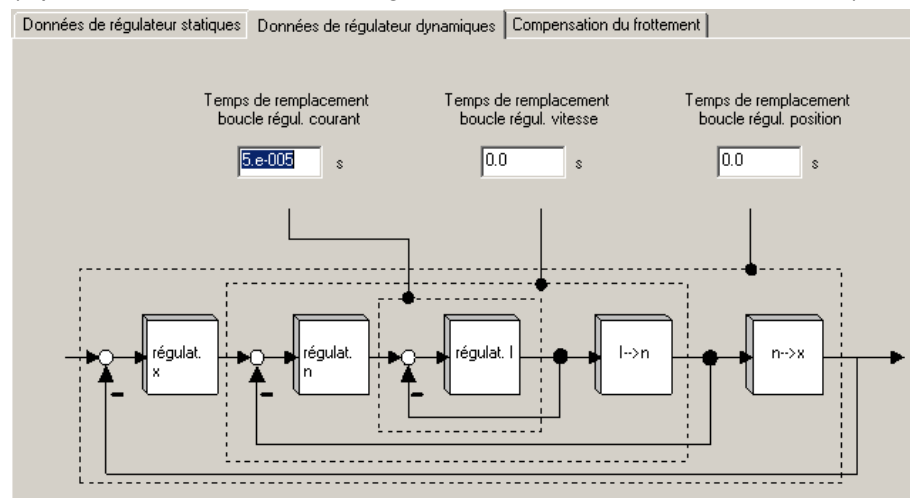 Données de régulateur statiques
Données de régulateur dynamiques
Compensation du frottement
Temps de remplacement
boucle régul. courant
Temps de remplacement
boucle régul. vitesse
Temps de remplacement
boucle régul. position
5.e-005 s
0.0 s
0.0 s
régulat.
x
régulat.
n
régulat. I
I-->n
n-->x